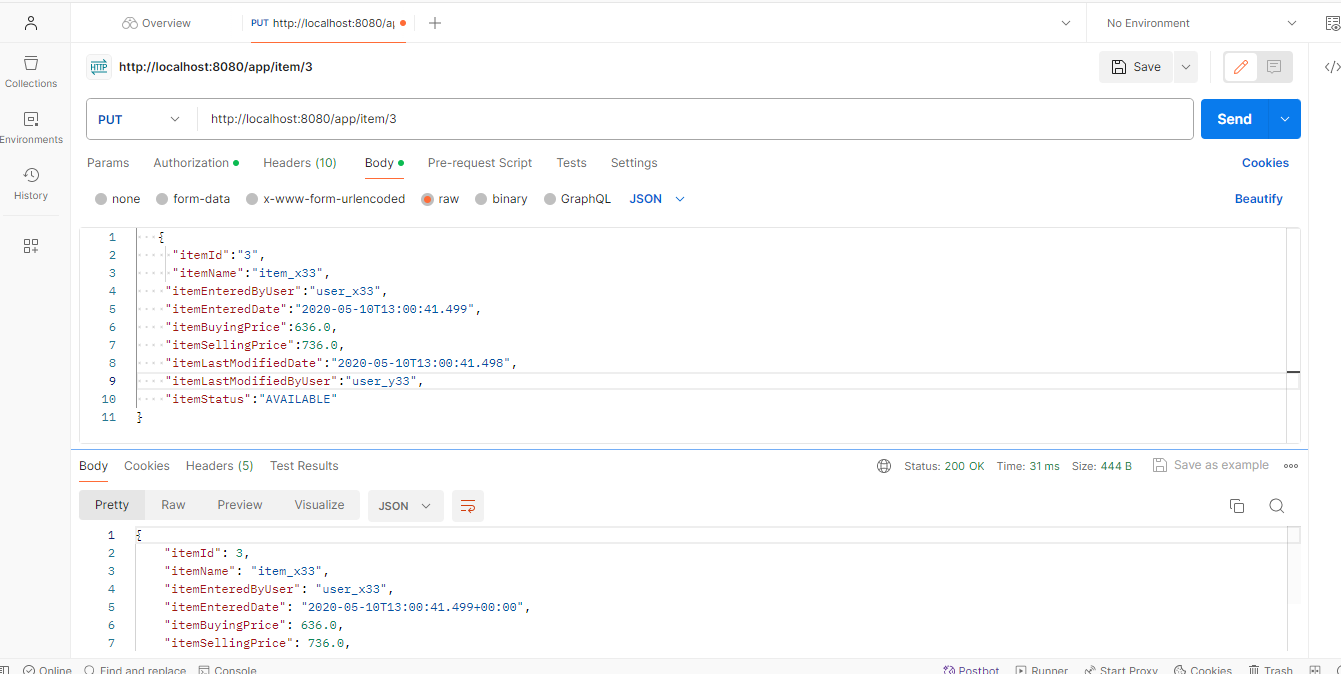 Overview
PUT http://localhost:8080/ap
No Environment
Collections
Environments
History
HTTP
http://localhost:8080/app/item/3
Save
PUT
http://localhost:8080/app/item/3
Send
Params Authorization Headers (10) Body Pre-request Script Tests Settings
Cookies
none form-data x-www-form-urlencoded raw binary GraphQL JSON
Beautify
1 {
2 "itemId":"3",
3 "itemName":"item_x33",
4 "itemEnteredByUser":"user_x33",
5 "itemEnteredDate":"2020-05-10T13:00:41.499",
6 "itemBuyingPrice":636.0,
7 "itemSellingPrice":736.0,
8 "itemLastModifiedDate":"2020-05-10T13:00:41.498",
9 "itemLastModifiedByUser":"user_y33",
10 "itemStatus":"AVAILABLE"
11 }
Body Cookies Headers (5) Test Results
Status: 200 OK Time: 31 ms Size: 444 B Save as example
Pretty Raw Preview Visualize JSON
1 {
2 "itemId": 3,
3 "itemName": "item_x33",
4 "itemEnteredByUser": "user_x33",
5 "itemEnteredDate": "2020-05-10T13:00:41.499+00:00",
6 "itemBuyingPrice": 636.0,
7 "itemSellingPrice": 736.0,
Online Find and replace Console
Postbot Runner Start Proxy Cookies Trash